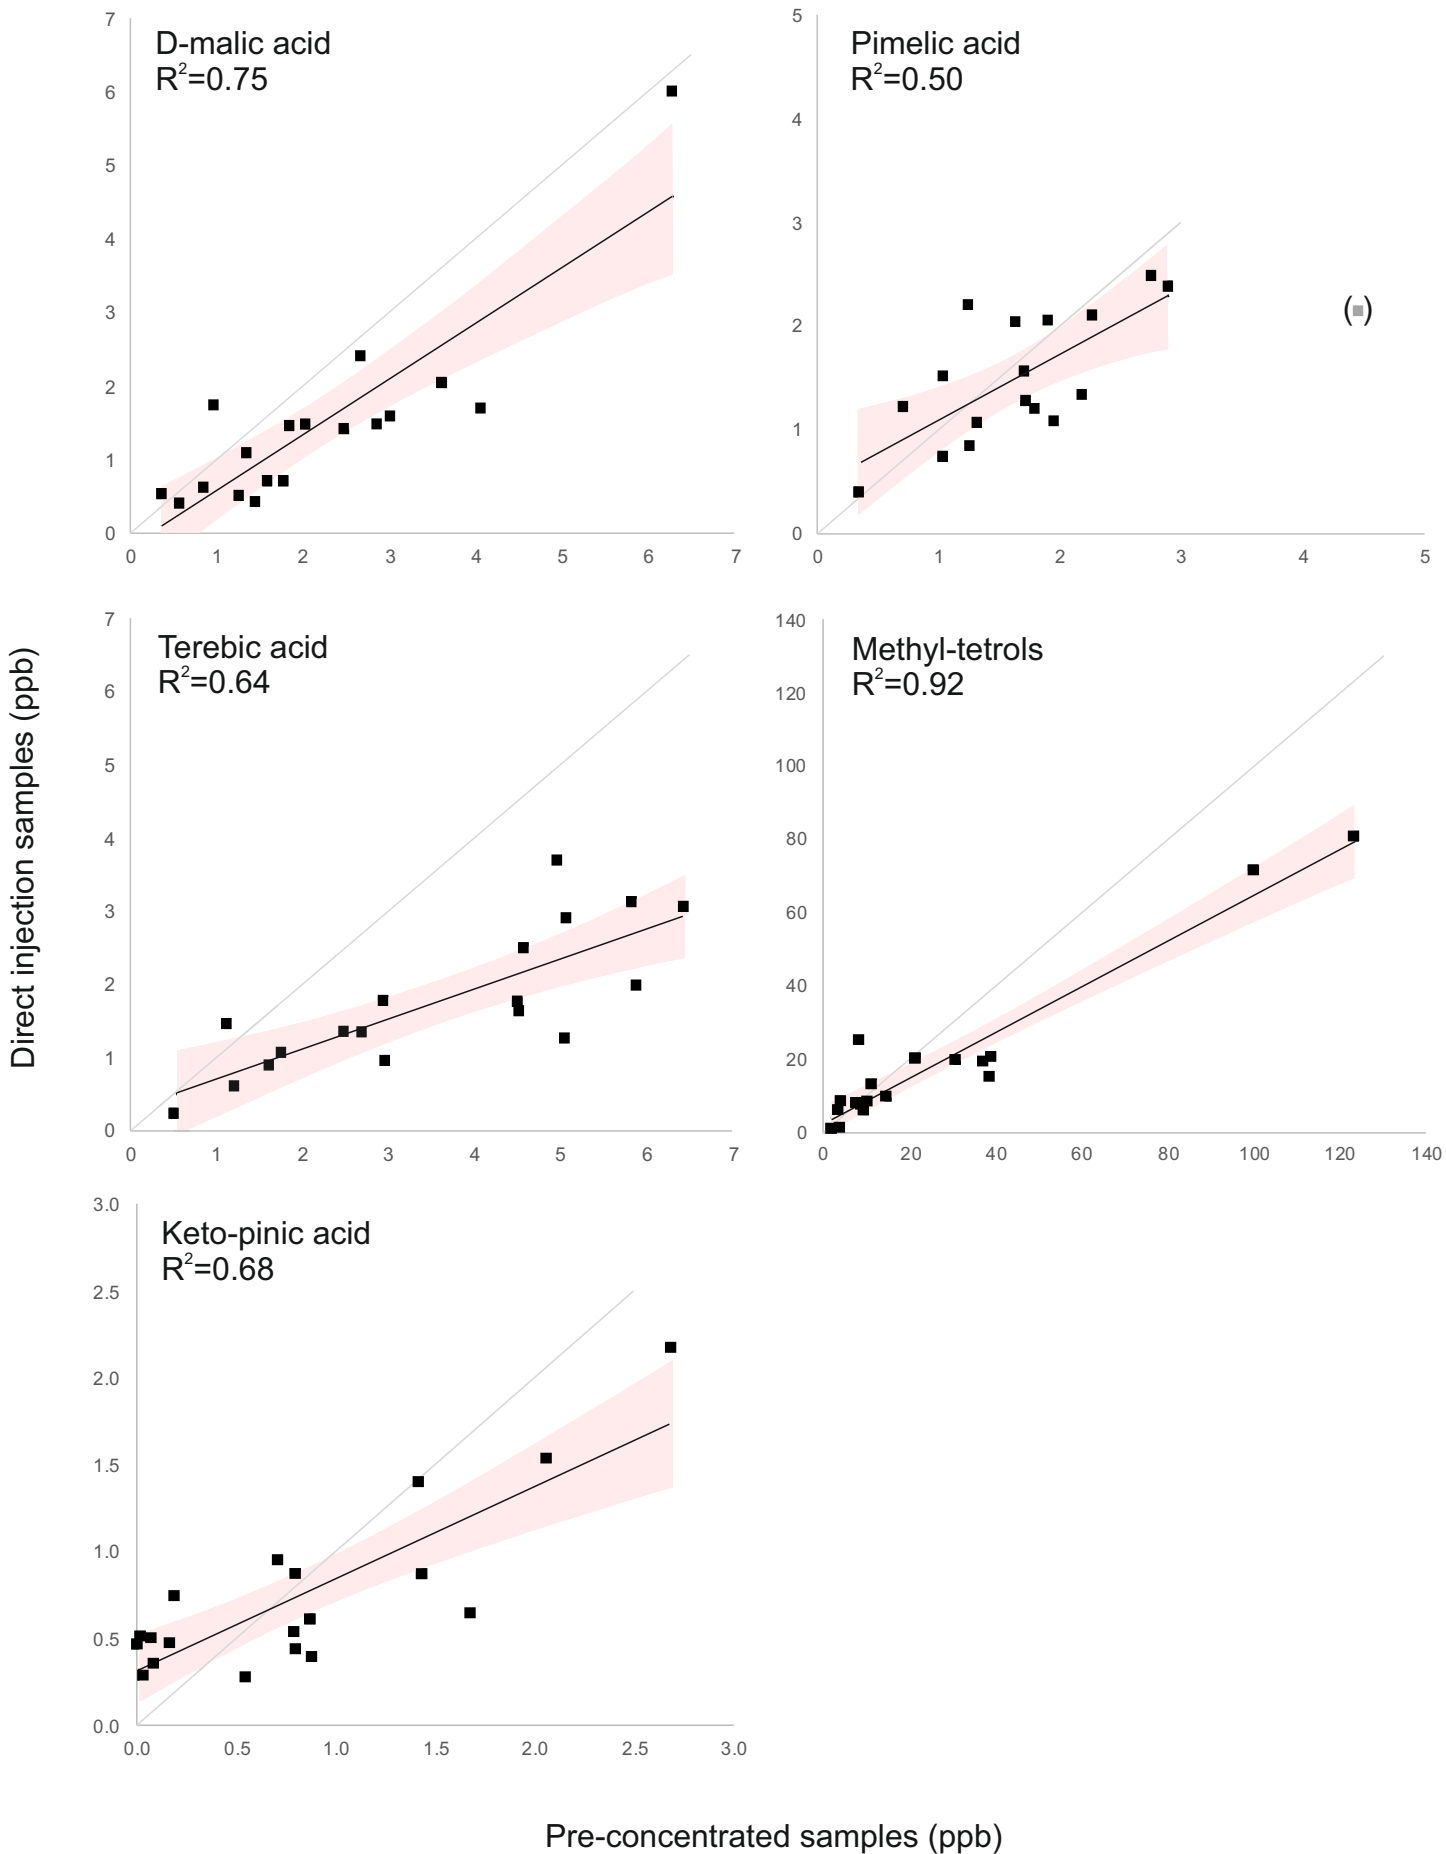 D-malic acid
R²=0.75
7
6
5
4
3
2
1
0
0 1 2 3 4 5 6 7
Pimelic acid
R²=0.50
5
4
3
2
1
0
0 1 2 3 4 5
( )
Terebic acid
R²=0.64
7
6
5
4
3
2
1
0
0 1 2 3 4 5 6 7
Methyl-tetrols
R²=0.92
140
120
100
80
60
40
20
0
0 20 40 60 80 100 120 140
Keto-pinic acid
R²=0.68
3.0
2.5
2.0
1.5
1.0
0.5
0.0
0.0 0.5 1.0 1.5 2.0 2.5 3.0
Direct injection samples (ppb)
Pre-concentrated samples (ppb)